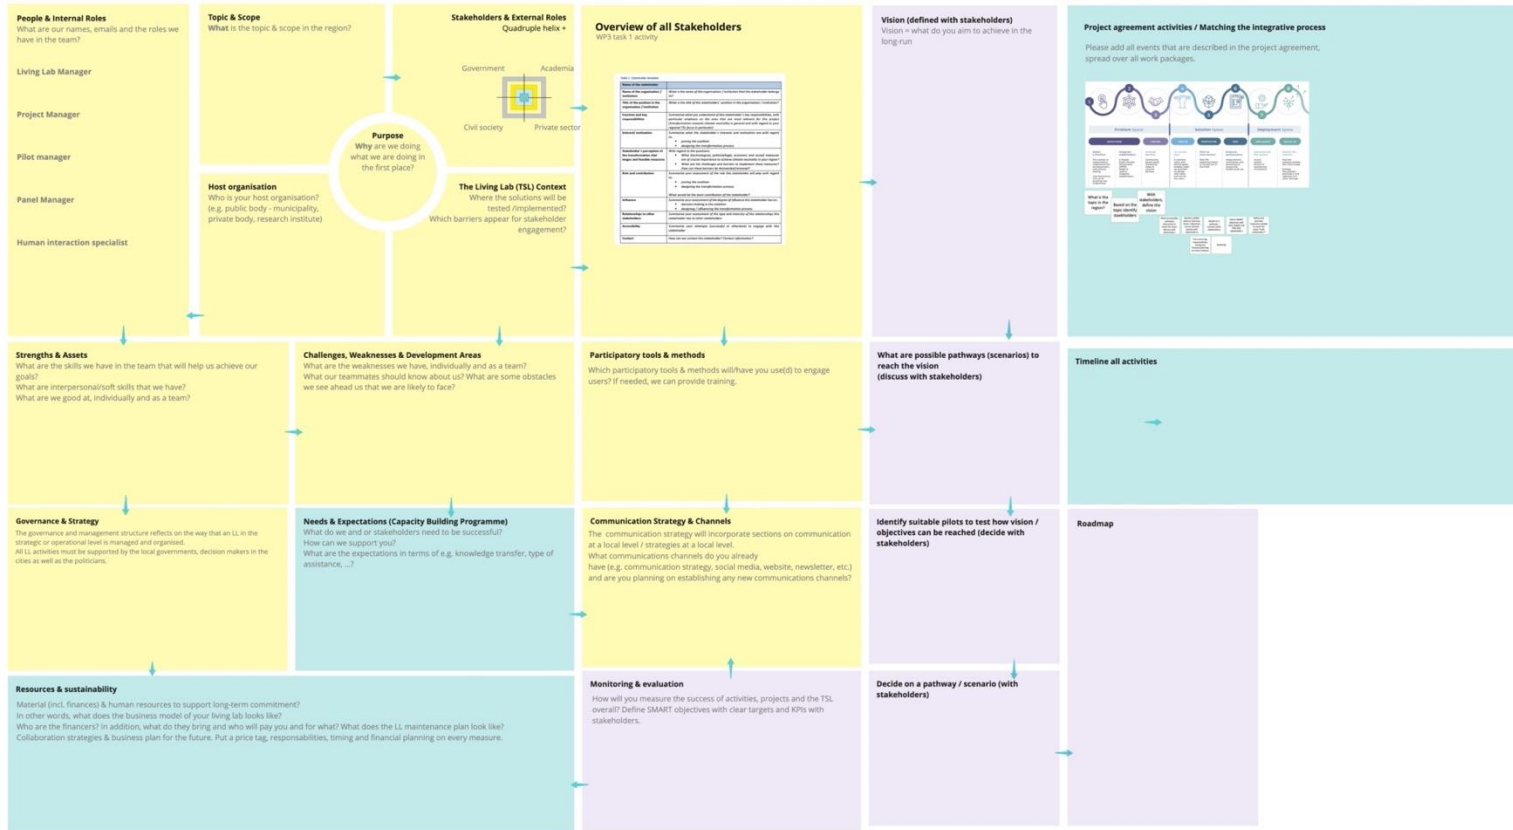 People & Internal Roles
What are our names, emails and the roles we
have in the team?
Living Lab Manager
Project Manager
Pilot manager
Panel Manager
Human interaction specialist
Topic & Scope
What is the topic & scope in the region?
Stakeholders & External Roles
Quadruple helix +
Government
Academia
Civil society
Private sector
Purpose
Why are we doing
what we are doing in
the first place?
Host organisation
Who is your host organisation?
(e.g. public body - municipality,
private body, research institute)
The Living Lab (TSL) Context
Where the solutions will be
tested /implemented?
Which barriers appear for stakeholder
engagement?
Overview of all Stakeholders
WP3 task 1 activity
Vision (defined with stakeholders)
Vision = what do you aim to achieve in the
long-run
Project agreement activities / Matching the integrative process
Please add all events that are described in the project agreement,
spread over all work packages.
What is the
topic in the
region?
Based on the
topic identify
stakeholders
With
stakeholders,
define the
vision
Strengths & Assets
What are the skills we have in the team that will help us achieve our
goals?
What are interpersonal/soft skills that we have?
What are we good at, individually and as a team?
Challenges, Weaknesses & Development Areas
What are the weaknesses we have, individually and as a team?
What our teammates should know about us? What are some obstacles
we see ahead us that we are likely to face?
Participatory tools & methods
Which participatory tools & methods will/have you use(d) to engage
users? If needed, we can provide training.
What are possible pathways (scenarios) to
reach the vision
(discuss with stakeholders)
Timeline all activities
Governance & Strategy
The governance and management structure reflects on the way that an LL in the
strategic or operational level is managed and organised.
All LL activities must be supported by the local governments, decision makers in the
cities as well as the politicians.
Needs & Expectations (Capacity Building Programme)
What do we and or stakeholders need to be successful?
How can we support you?
What are the expectations in terms of e.g. knowledge transfer, type of
assistance, ...?
Communication Strategy & Channels
The communication strategy will incorporate sections on communication
at a local level / strategies at a local level.
What communications channels do you already
have (e.g. communication strategy, social media, website, newsletter, etc.)
and are you planning on establishing any new communications channels?
Identify suitable pilots to test how vision /
objectives can be reached (decide with
stakeholders)
Roadmap
Resources & sustainability
Material (incl. finances) & human resources to support long-term commitment?
In other words, what does the business model of your living lab looks like?
Who are the financers? In addition, what do they bring and who will pay you and for what? What does the LL maintenance plan look like?
Collaboration strategies & business plan for the future. Put a price tag, responsabilities, timing and financial planning on every measure.
Monitoring & evaluation
How will you measure the success of activities, projects and the TSL
overall? Define SMART objectives with clear targets and KPIs with
stakeholders.
Decide on a pathway / scenario (with
stakeholders)